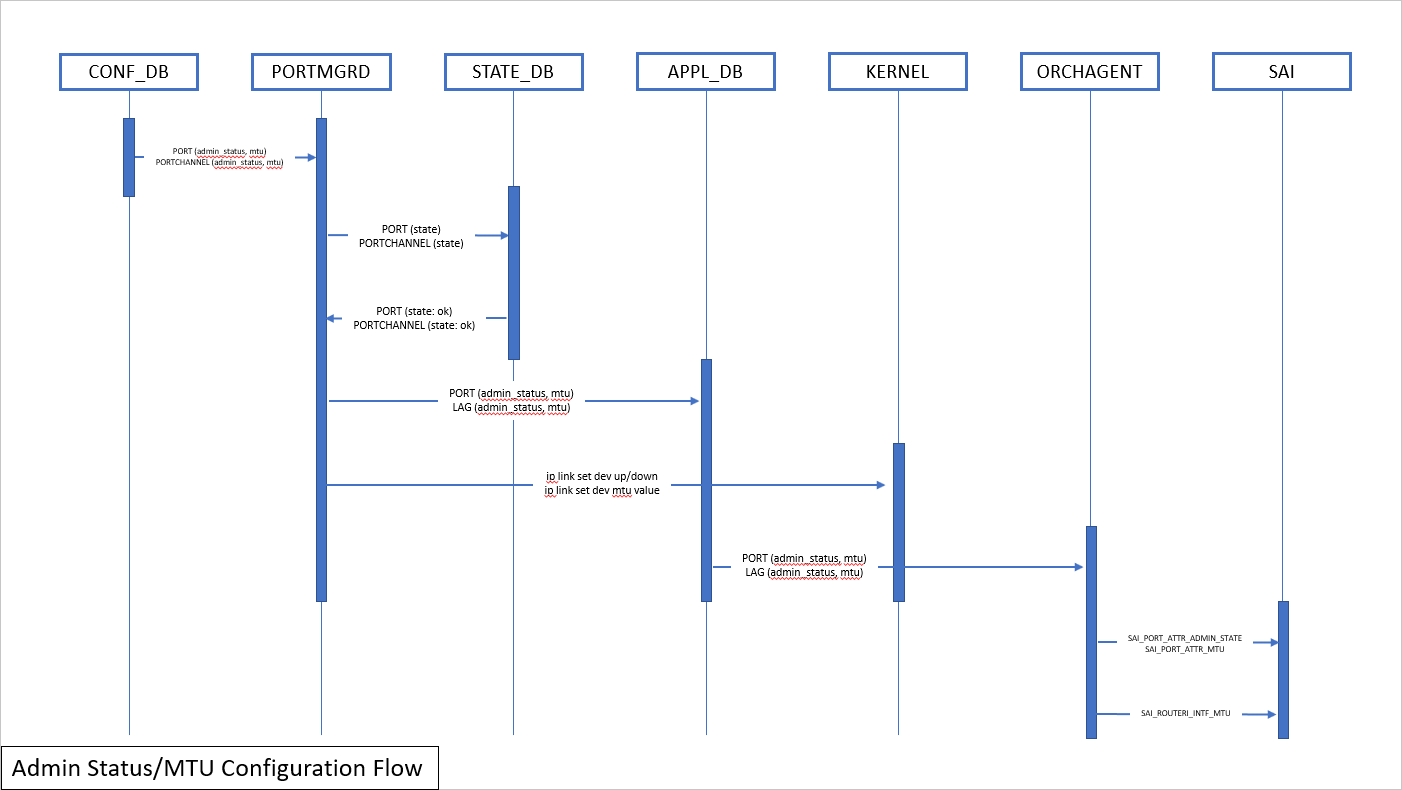 CONF_DB
PORTMGRD
STATE_DB
APPL_DB
KERNEL
ORCHAGENT
SAI
PORT (admin_status, mtu)
PORTCHANNEL (admin_status, mtu)
PORT (state)
PORTCHANNEL (state)
PORT (state: ok)
PORTCHANNEL (state: ok)
PORT (admin_status, mtu)
LAG (admin_status, mtu)
ip link set dev up/down
ip link set dev mtu value
PORT (admin_status, mtu)
LAG (admin_status, mtu)
SAI_PORT_ATTR_ADMIN_STATE
SAI_PORT_ATTR_MTU
SAI_ROUTERI_INTF_MTU
Admin Status/MTU Configuration Flow